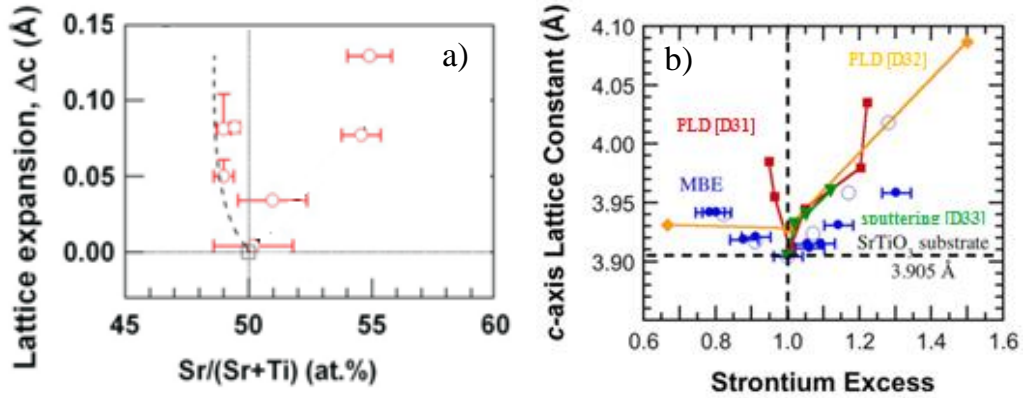 a)
Lattice expansion, Δc (Å)
0.15
0.10
0.05
0.00
45
50
55
60
Sr/(Sr+Ti) (at.%)
b)
c-axis Lattice Constant (Å)
4.10
4.05
4.00
3.95
3.90
PLD [D32]
PLD [D31]
MBE
sputtering [D33]
SrTiO3 substrate
3.905 Å
0.6
0.8
1.0
1.2
1.4
1.6
Strontium Excess